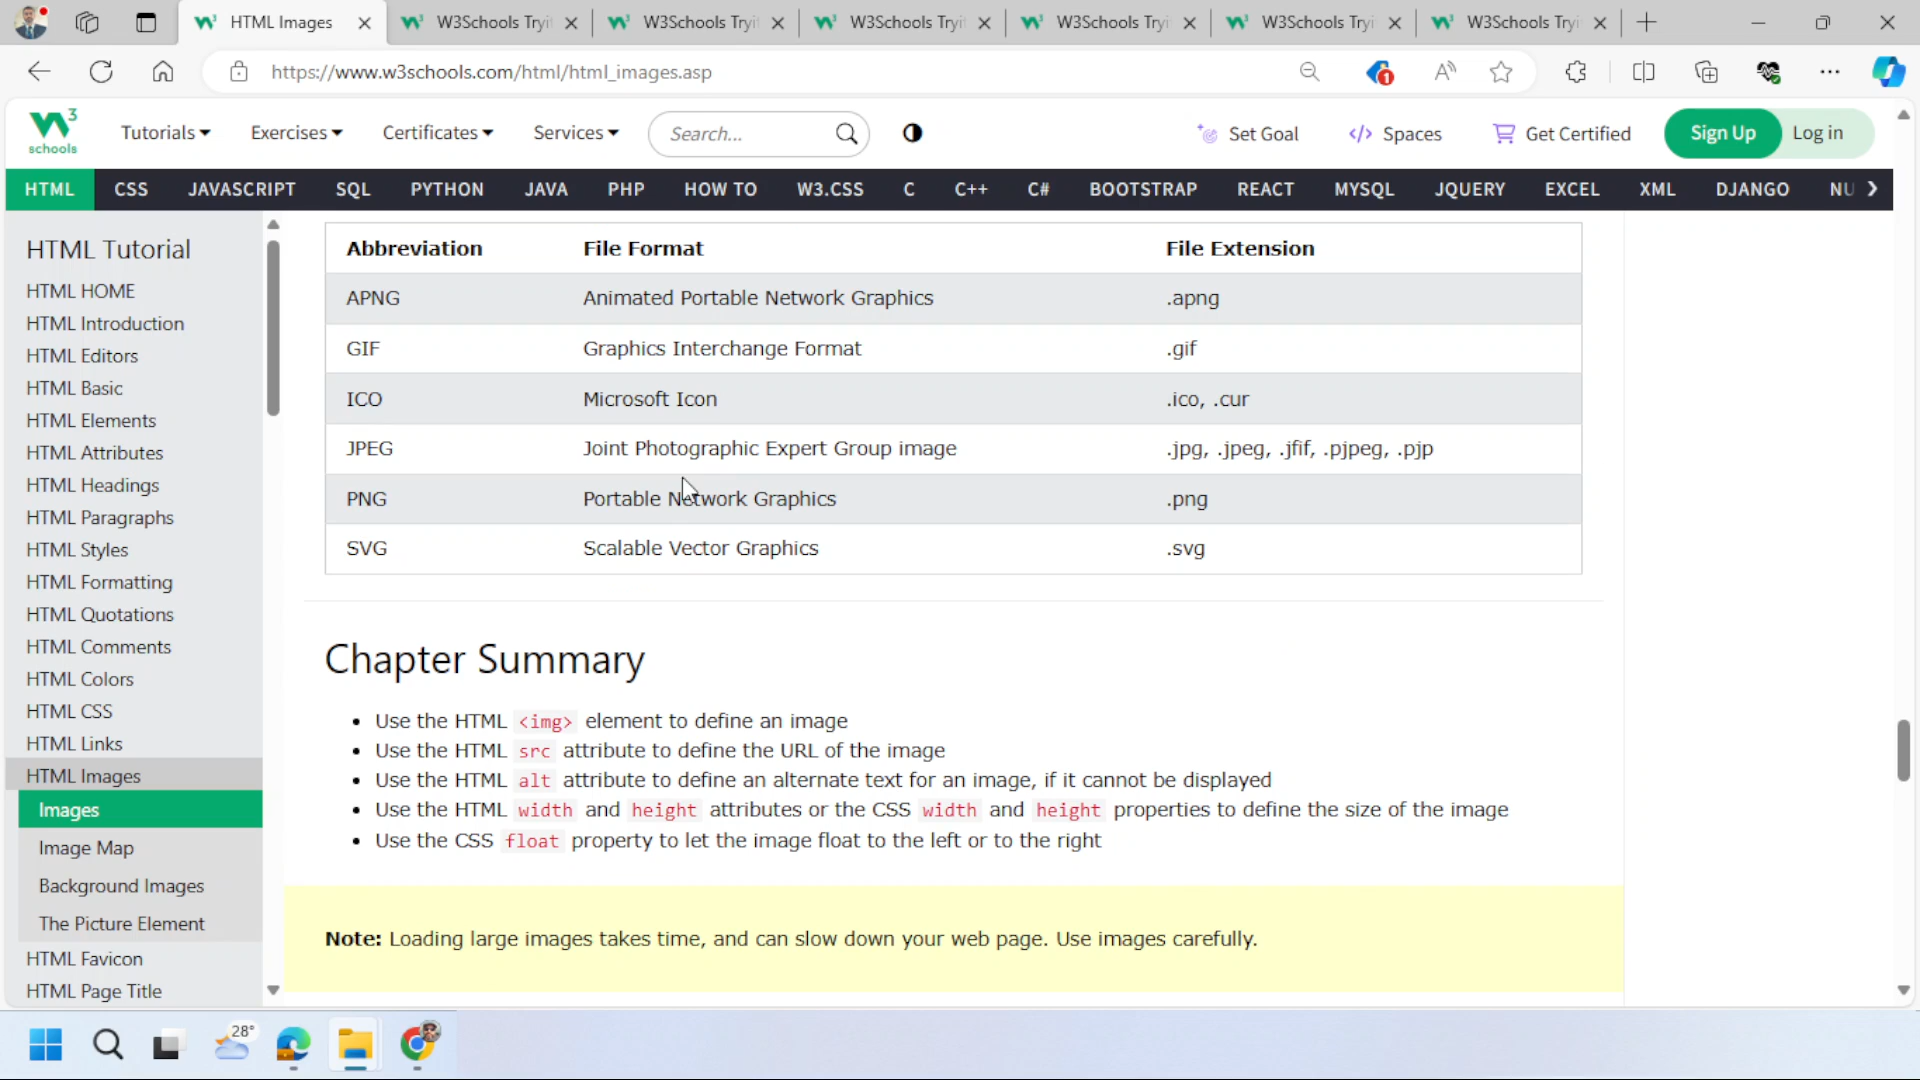 HTML Images
W3Schools Tryi
W3Schools Tryi
W3Schools Tryi
W3Schools Tryi
W3Schools Tryi
W3Schools Tryi
https://www.w3schools.com/html/html_images.asp
1
W3 schools
Tutorials
Exercises
Certificates
Services
Search...
Set Goal
Spaces
Get Certified
Sign Up
Log in
HTML CSS JAVASCRIPT SQL PYTHON JAVA PHP HOW TO W3.CSS C C++ C# BOOTSTRAP REACT MYSQL JQUERY EXCEL XML DJANGO NU
HTML Tutorial
HTML HOME
HTML Introduction
HTML Editors
HTML Basic
HTML Elements
HTML Attributes
HTML Headings
HTML Paragraphs
HTML Styles
HTML Formatting
HTML Quotations
HTML Comments
HTML Colors
HTML CSS
HTML Links
HTML Images
Images
Image Map
Background Images
The Picture Element
HTML Favicon
HTML Page Title
Abbreviation File Format File Extension
APNG Animated Portable Network Graphics .apng
GIF Graphics Interchange Format .gif
ICO Microsoft Icon .ico, .cur
JPEG Joint Photographic Expert Group image .jpg, .jpeg, .jfif, .pjpeg, .pjp
PNG Portable Network Graphics .png
SVG Scalable Vector Graphics .svg
Chapter Summary
• Use the HTML <img> element to define an image
• Use the HTML src attribute to define the URL of the image
• Use the HTML alt attribute to define an alternate text for an image, if it cannot be displayed
• Use the HTML width and height attributes or the CSS width and height properties to define the size of the image
• Use the CSS float property to let the image float to the left or to the right
Note: Loading large images takes time, and can slow down your web page. Use images carefully.
28°